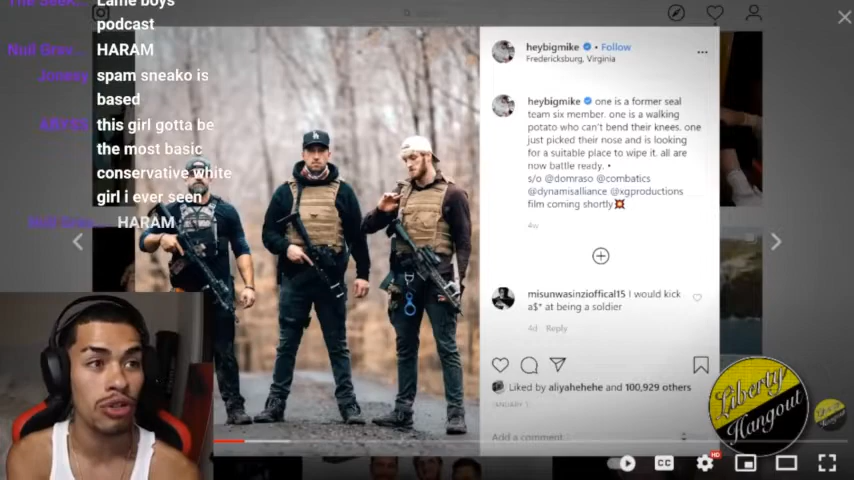 Lame boys
podcast
HARAM
spam sneako is
based
this girl gotta be
the most basic
conservative white
girl i ever seen
HARAM
heybigmike • Follow
Fredericksburg, Virginia
heybigmike one is a former seal
team six member. one is a walking
potato who can't bend their knees. one
just picked their nose and is looking
for a suitable place to wipe it. all are
now battle ready. •
s/o @domraso @combatics
@dynamisalliance @xgproductions
film coming shortly💥
4w
misunwasinzioffical15 I would kick
a$* at being a soldier
4d Reply
Liked by aliyahehehe and 100,929 others
Add a comment...
Liberty
Hangout
CC
HD